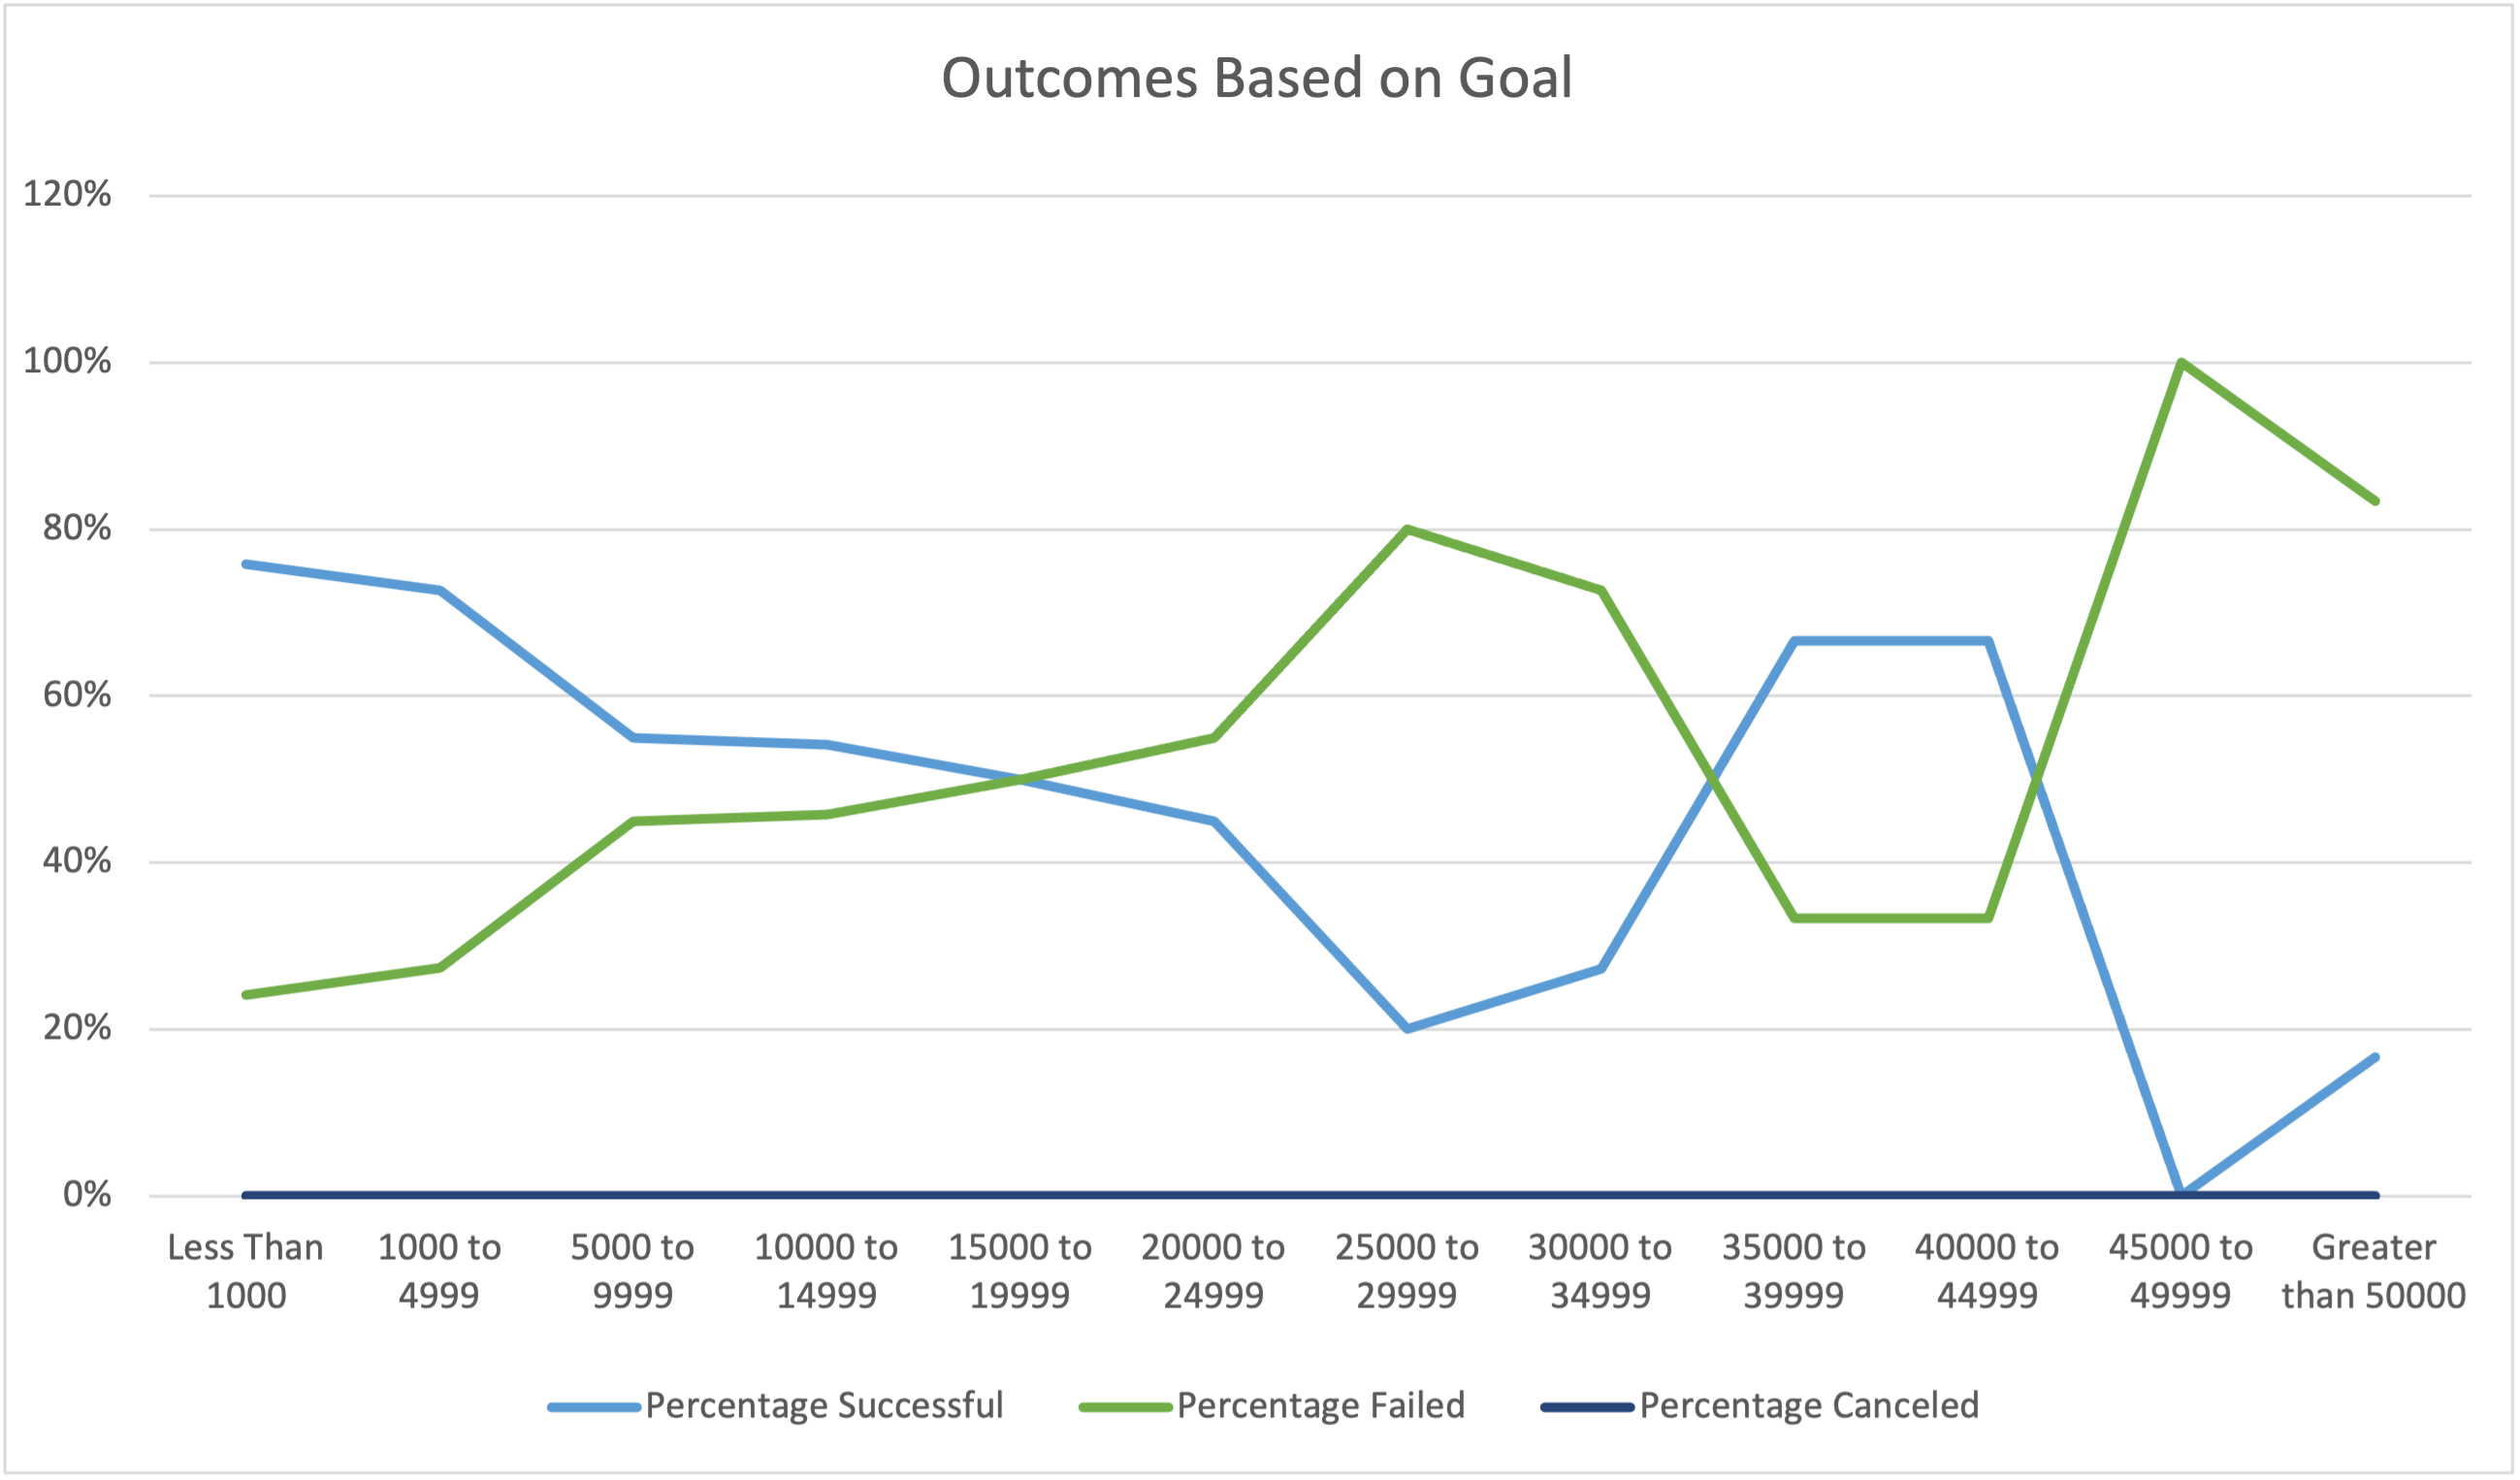 Outcomes Based on Goal
120%
100%
80%
60%
40%
20%
0%
Less Than 1000
1000 to 4999
5000 to 9999
10000 to 14999
15000 to 19999
20000 to 24999
25000 to 29999
30000 to 34999
35000 to 39999
40000 to 44999
45000 to 49999
Greater than 50000
Percentage Successful
Percentage Failed
Percentage Canceled